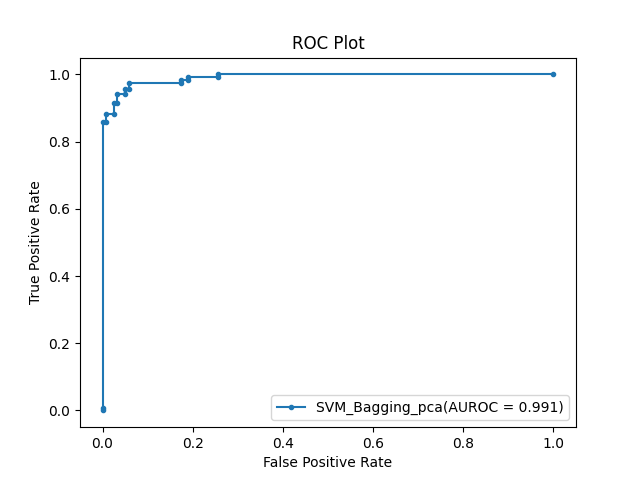 ROC Plot
1.0
0.8
0.6
0.4
0.2
0.0
True Positive Rate
SVM_Bagging_pca(AUROC = 0.991)
0.0 0.2 0.4 0.6 0.8 1.0
False Positive Rate